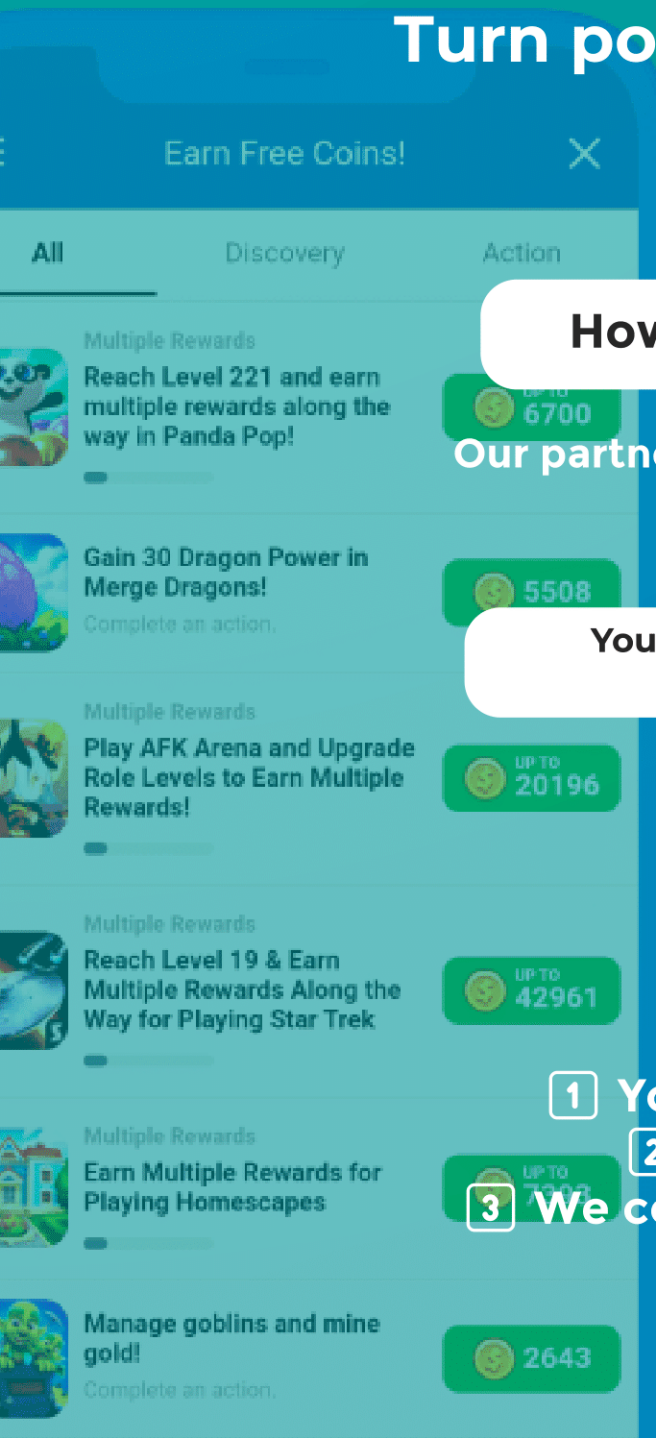 Turn po
Earn Free Coins!
All
Discovery
Action
How
Multiple Rewards
Reach Level 221 and earn
multiple rewards along the
way in Panda Pop!
UP TO
6700
Our partne
Gain 30 Dragon Power in
Merge Dragons!
Complete an action.
5508
You
Multiple Rewards
Play AFK Arena and Upgrade
Role Levels to Earn Multiple
Rewards!
UP TO
20196
Multiple Rewards
Reach Level 19 & Earn
Multiple Rewards Along the
Way for Playing Star Trek
UP TO
42961
1 Yo
2
3 We co
Multiple Rewards
Earn Multiple Rewards for
Playing Homescapes
UP TO
Manage goblins and mine
gold!
Complete an action.
2643